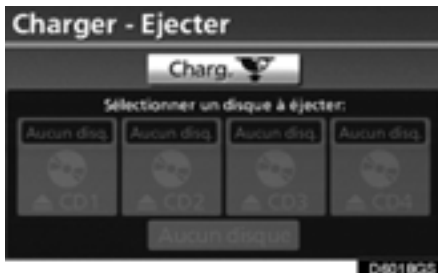 Charger - Ejecter
Charg.
Sélectionner un disque à éjecter:
Aucun disq. Aucun disq. Aucun disq. Aucun disq.
CD1 CD2 CD3 CD4
Aucun disque
D6018GS